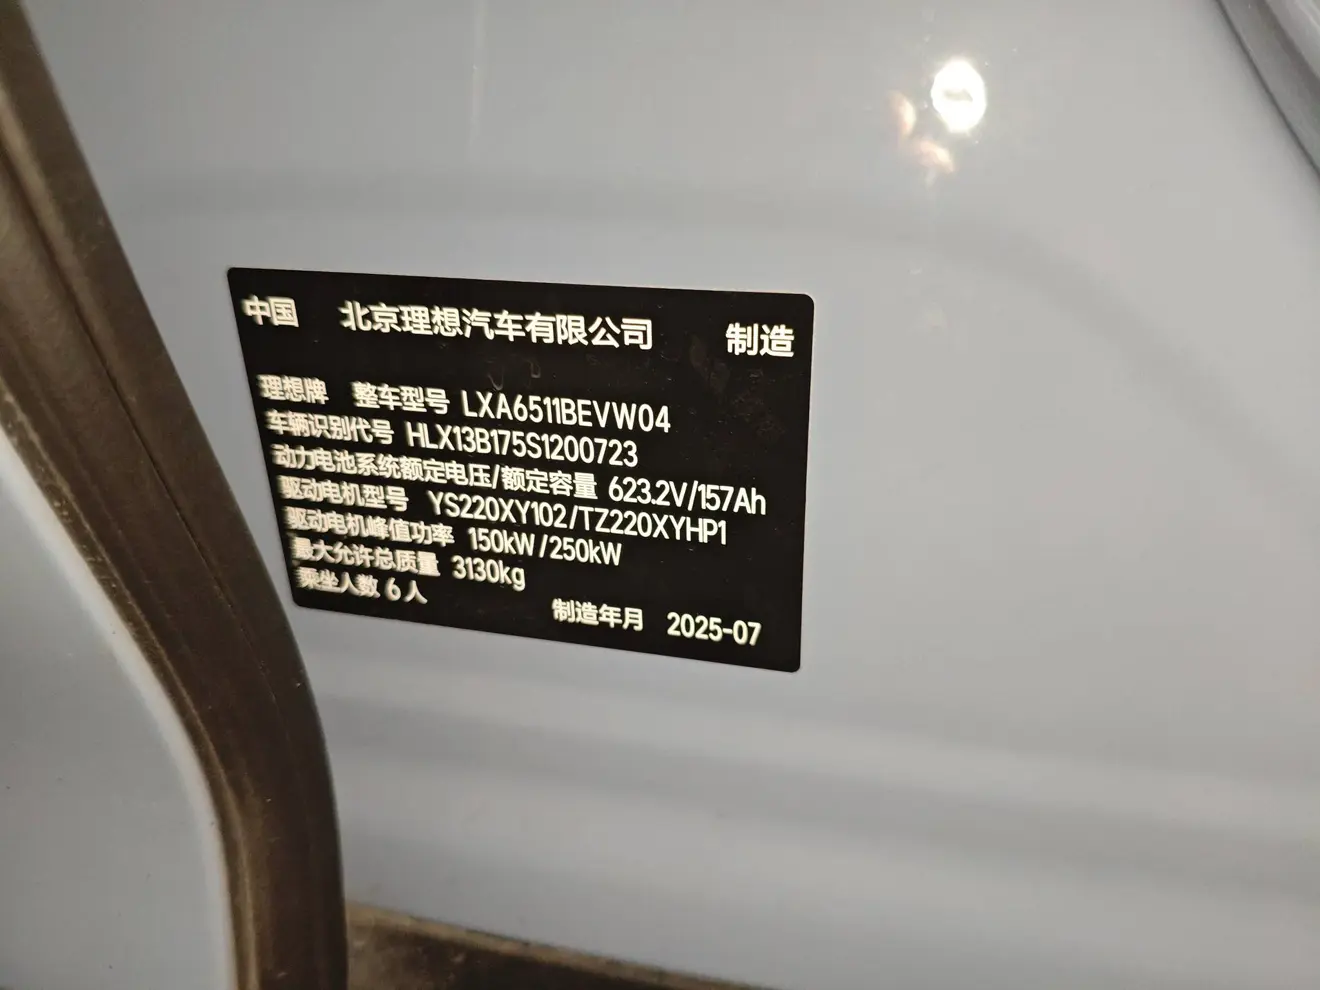 中国 北京理想汽车有限公司 制造
理想牌 整车型号 LXA6511BEVW04
车辆识别代号 HLX13B175S1200723
动力电池系统额定电压/额定容量 623.2V/157Ah
驱动电机型号 YS220XY102/TZ220XYHP1
驱动电机峰值功率 150kW/250kW
最大允许总质量 3130kg
乘坐人数 6人 制造年月 2025-07